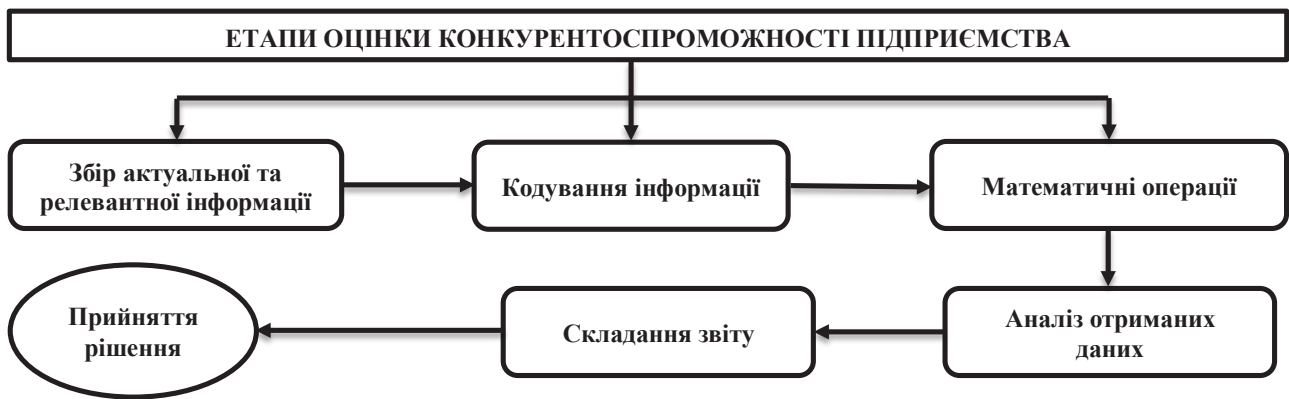 ЕТАПИ ОЦІНКИ КОНКУРЕНТОСПРОМОЖНОСТІ ПІДПРИЄМСТВА
Збір актуальної та
релевантної інформації
Кодування інформації
Математичні операції
Аналіз отриманих
даних
Складання звіту
Прийняття
рішення